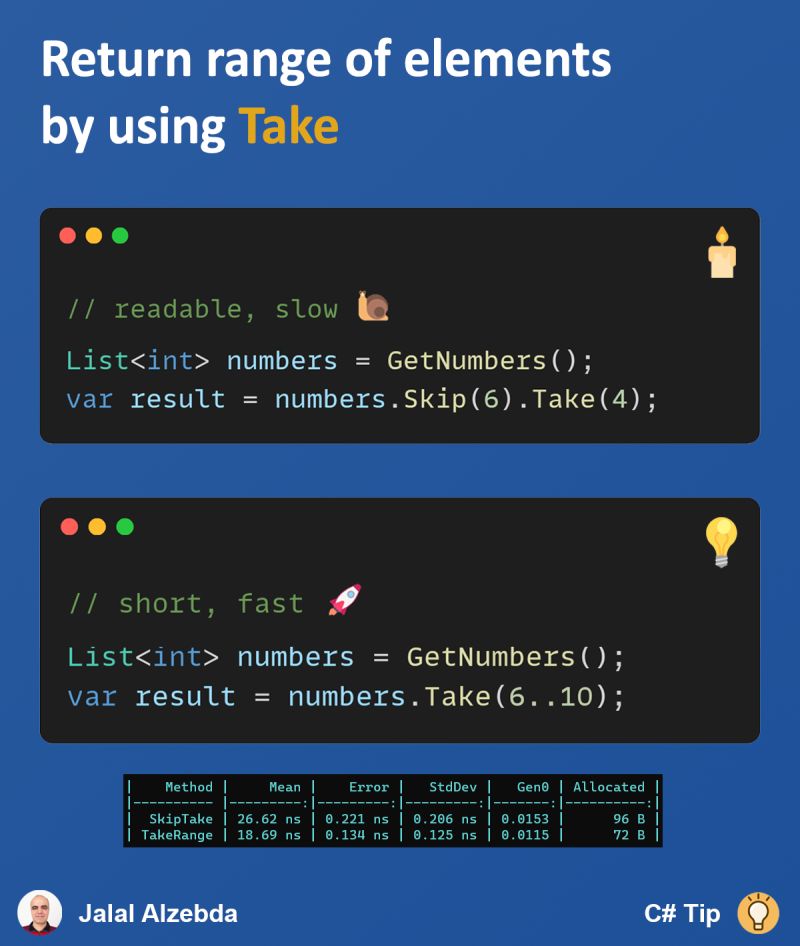 Return range of elements
by using Take
// readable, slow
List<int> numbers = GetNumbers();
var result = numbers.Skip(6).Take(4);
// short, fast
List<int> numbers = GetNumbers();
var result = numbers.Take(6..10);
| Method | Mean | Error | StdDev | Gen0 | Allocated |
|---------- |---------:|---------:|---------:|-------:|----------:|
| SkipTake | 26.62 ns | 0.221 ns | 0.206 ns | 0.0153 | 96 B |
| TakeRange | 18.69 ns | 0.134 ns | 0.125 ns | 0.0115 | 72 B |
Jalal Alzebda
C# Tip